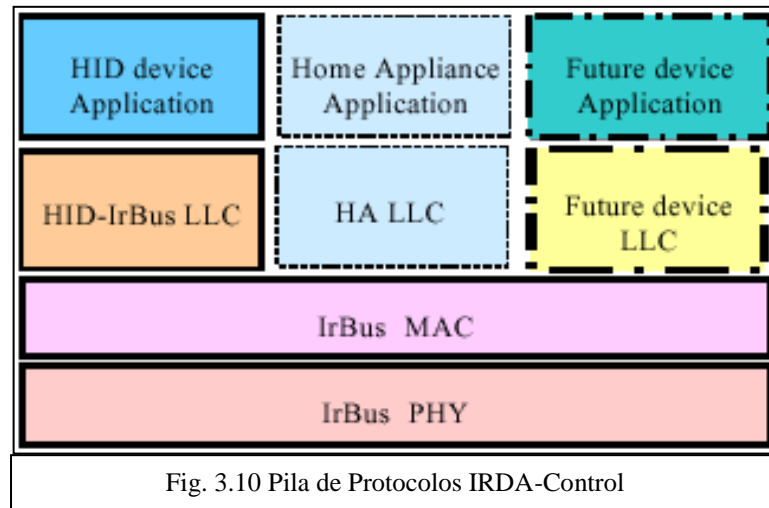 HID device
Application
Home Appliance
Application
Future device
Application
HID-IrBus LLC
HA LLC
Future device
LLC
IrBus MAC
IrBus PHY
Fig. 3.10 Pila de Protocolos IRDA-Control